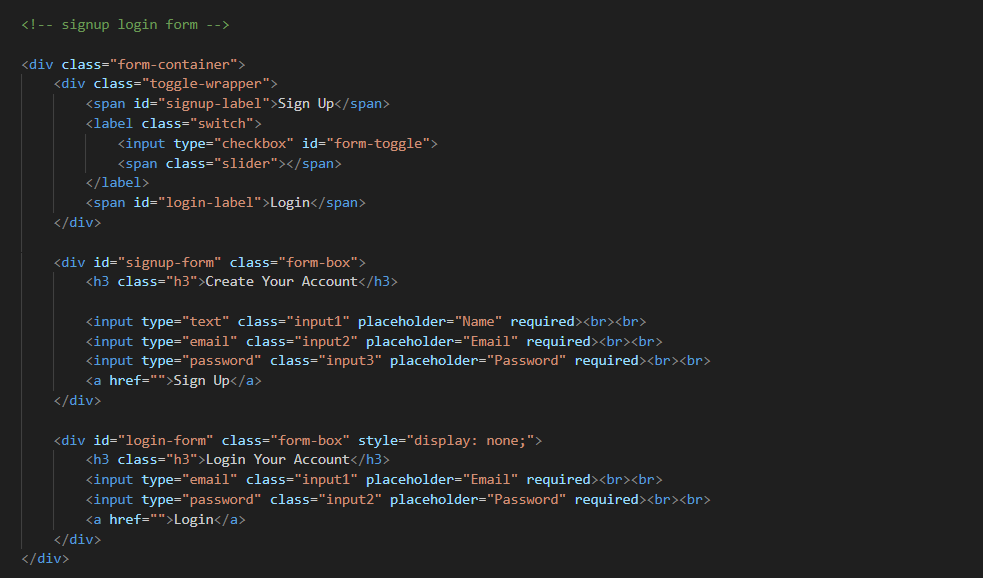 <!-- signup login form -->
<div class="form-container">
<div class="toggle-wrapper">
<span id="signup-label">Sign Up</span>
<label class="switch">
<input type="checkbox" id="form-toggle">
<span class="slider"></span>
</label>
<span id="login-label">Login</span>
</div>
<div id="signup-form" class="form-box">
<h3 class="h3">Create Your Account</h3>
<input type="text" class="input1" placeholder="Name" required><br><br>
<input type="email" class="input2" placeholder="Email" required><br><br>
<input type="password" class="input3" placeholder="Password" required><br><br>
<a href="">Sign Up</a>
</div>
<div id="login-form" class="form-box" style="display: none;">
<h3 class="h3">Login Your Account</h3>
<input type="email" class="input1" placeholder="Email" required><br><br>
<input type="password" class="input2" placeholder="Password" required><br><br>
<a href="">Login</a>
</div>
</div>